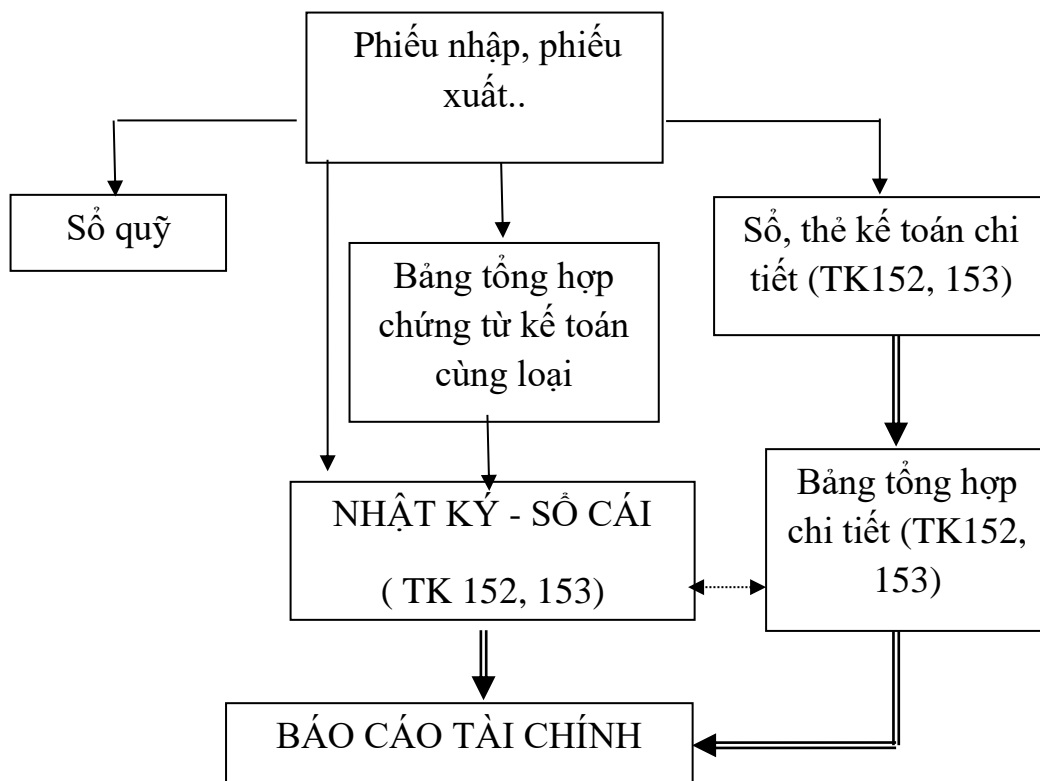 Phiếu nhập, phiếu
xuất..
Sổ quỹ
Bảng tổng hợp
chứng từ kế toán
cùng loại
Sổ, thẻ kế toán chi
tiết (TK152, 153)
NHẬT KÝ - SỔ CÁI
( TK 152, 153)
Bảng tổng hợp
chi tiết (TK152,
153)
BÁO CÁO TÀI CHÍNH